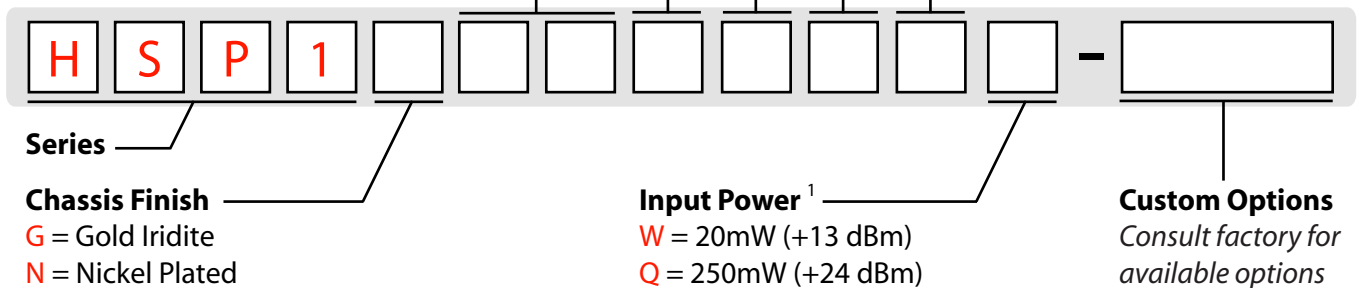 H S P 1 -
Series
Chassis Finish
G = Gold Iridite
N = Nickel Plated
Input Power 1
W = 20mW (+13 dBm)
Q = 250mW (+24 dBm)
Custom Options
Consult factory for
available options